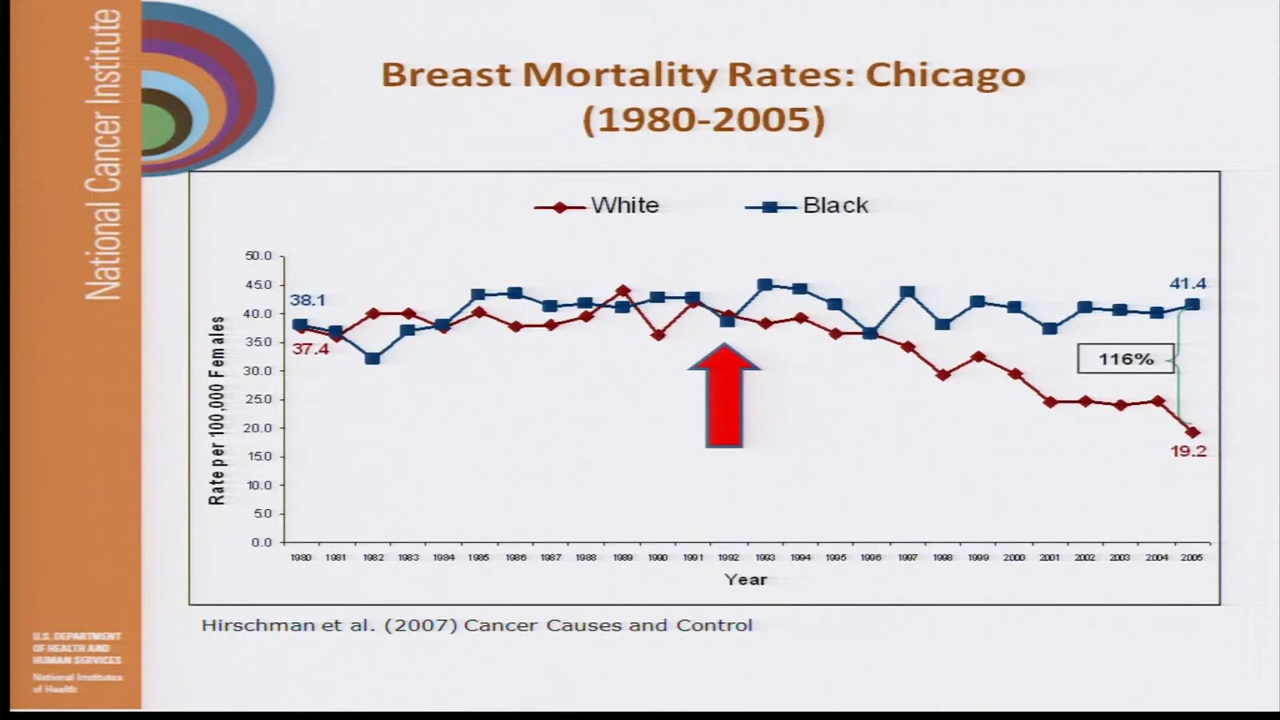 National Cancer Institute
Breast Mortality Rates: Chicago
(1980-2005)
White
Black
50.0
45.0
40.0
35.0
30.0
25.0
20.0
15.0
10.0
5.0
0.0
Rate per 100,000 Females
38.1
37.4
41.4
116%
19.2
1980 1981 1982 1983 1984 1985 1986 1987 1988 1989 1990 1991 1992 1993 1994 1995 1996 1997 1998 1999 2000 2001 2002 2003 2004 2005
Year
Hirschman et al. (2007) Cancer Causes and Control
U.S. DEPARTMENT
OF HEALTH AND
HUMAN SERVICES
National Institutes
of Health